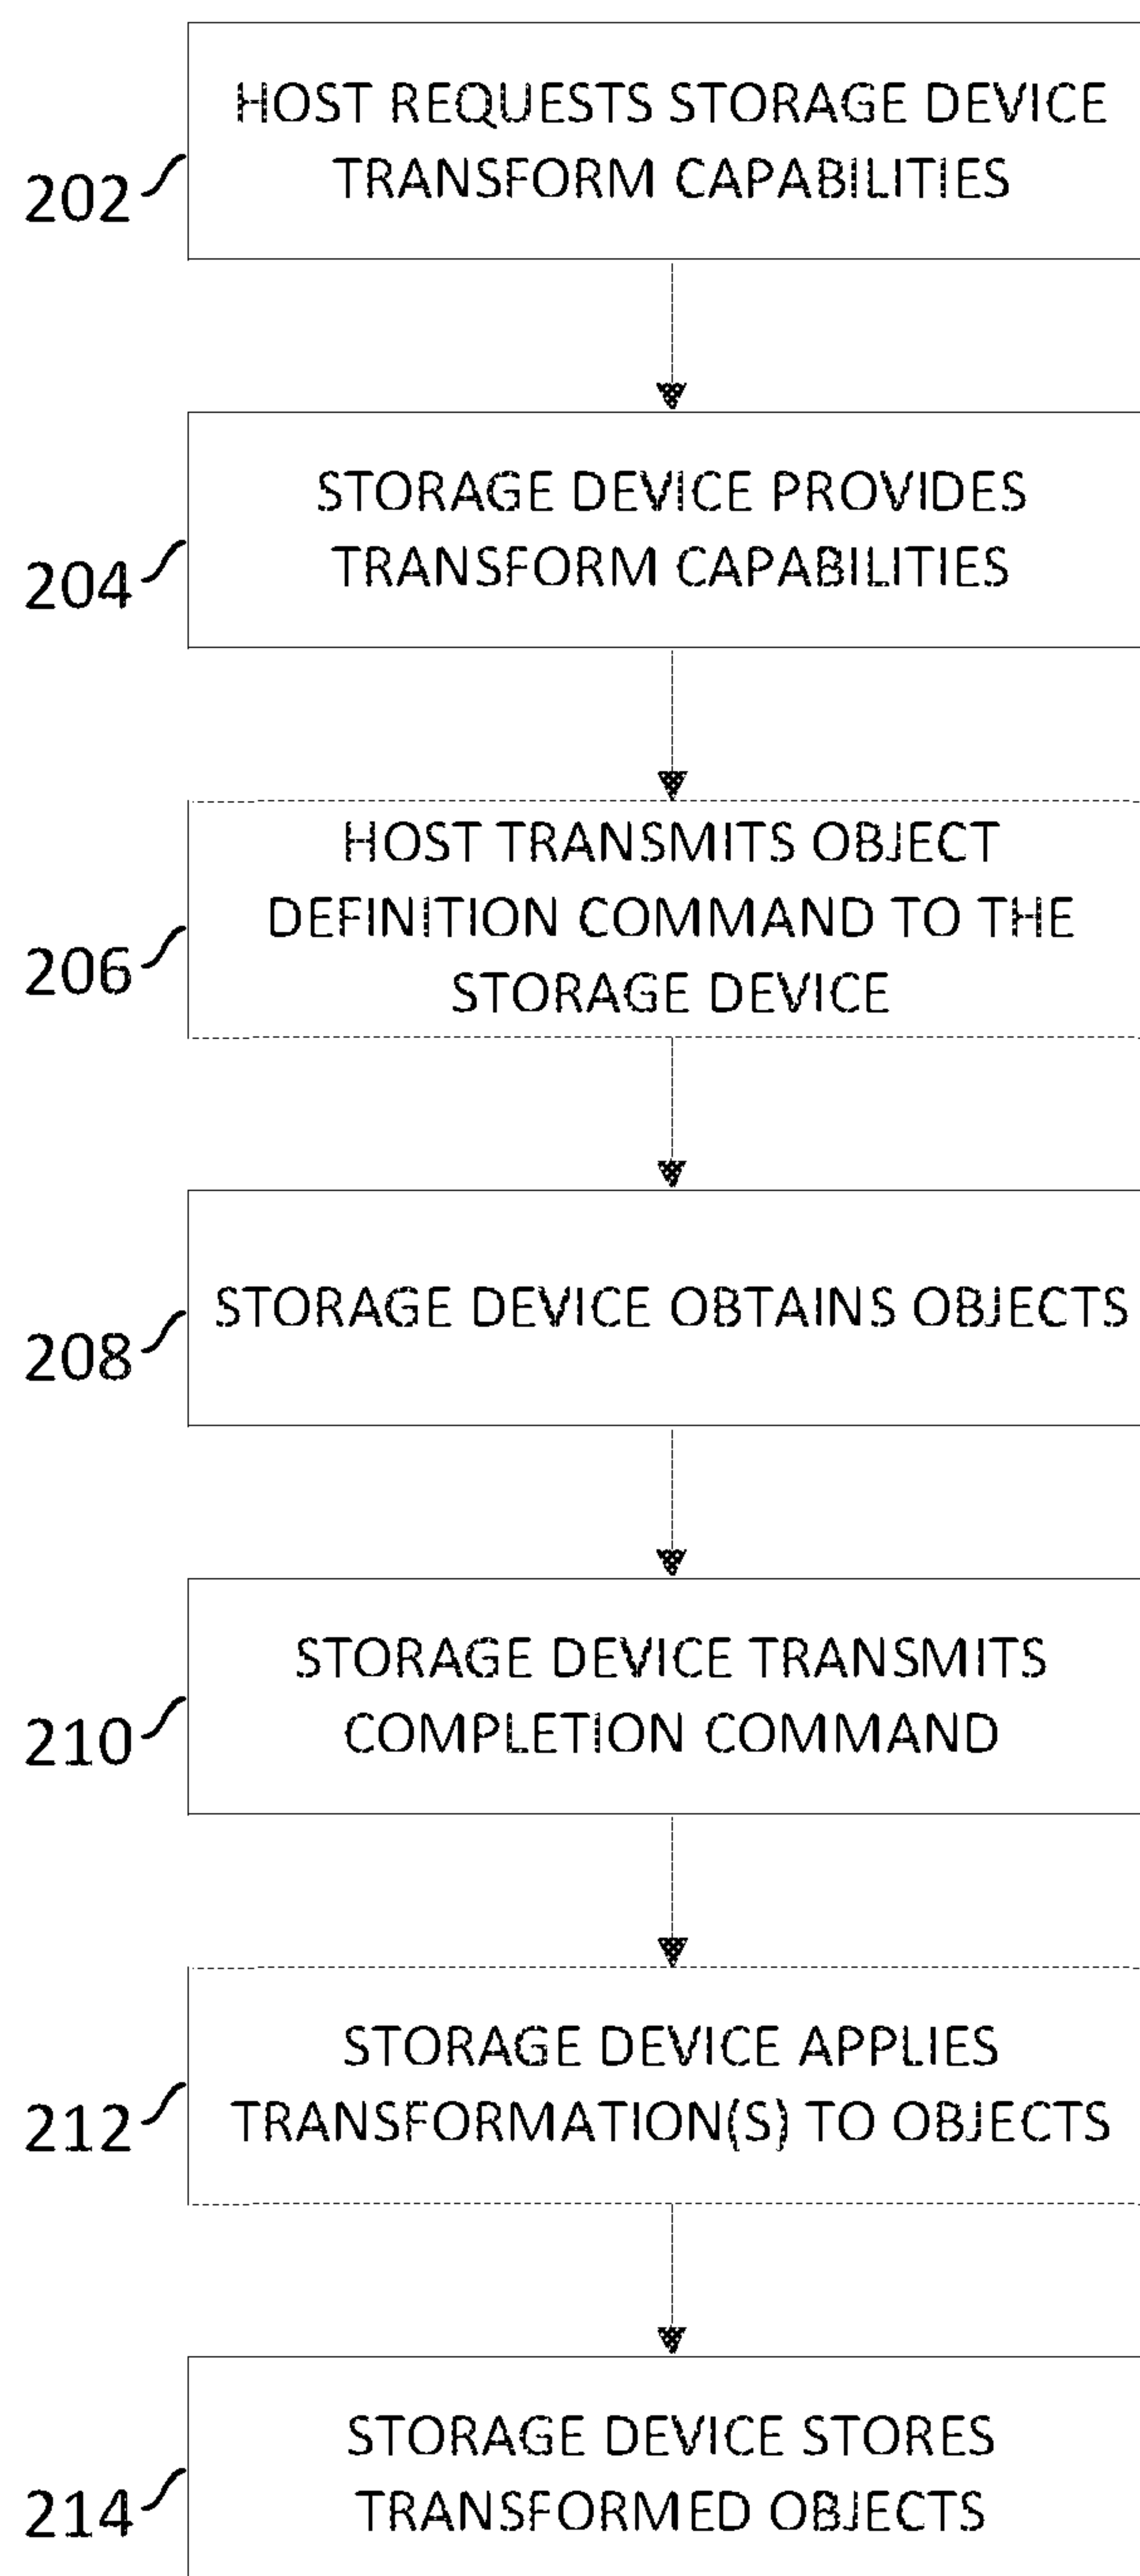 HOST REQUESTS STORAGE DEVICE
TRANSFORM CAPABILITIES
202
STORAGE DEVICE PROVIDES
TRANSFORM CAPABILITIES
204
HOST TRANSMITS OBJECT
DEFINITION COMMAND TO THE
STORAGE DEVICE
206
STORAGE DEVICE OBTAINS OBJECTS
208
STORAGE DEVICE TRANSMITS
COMPLETION COMMAND
210
STORAGE DEVICE APPLIES
TRANSFORMATION(S) TO OBJECTS
212
STORAGE DEVICE STORES
TRANSFORMED OBJECTS
214